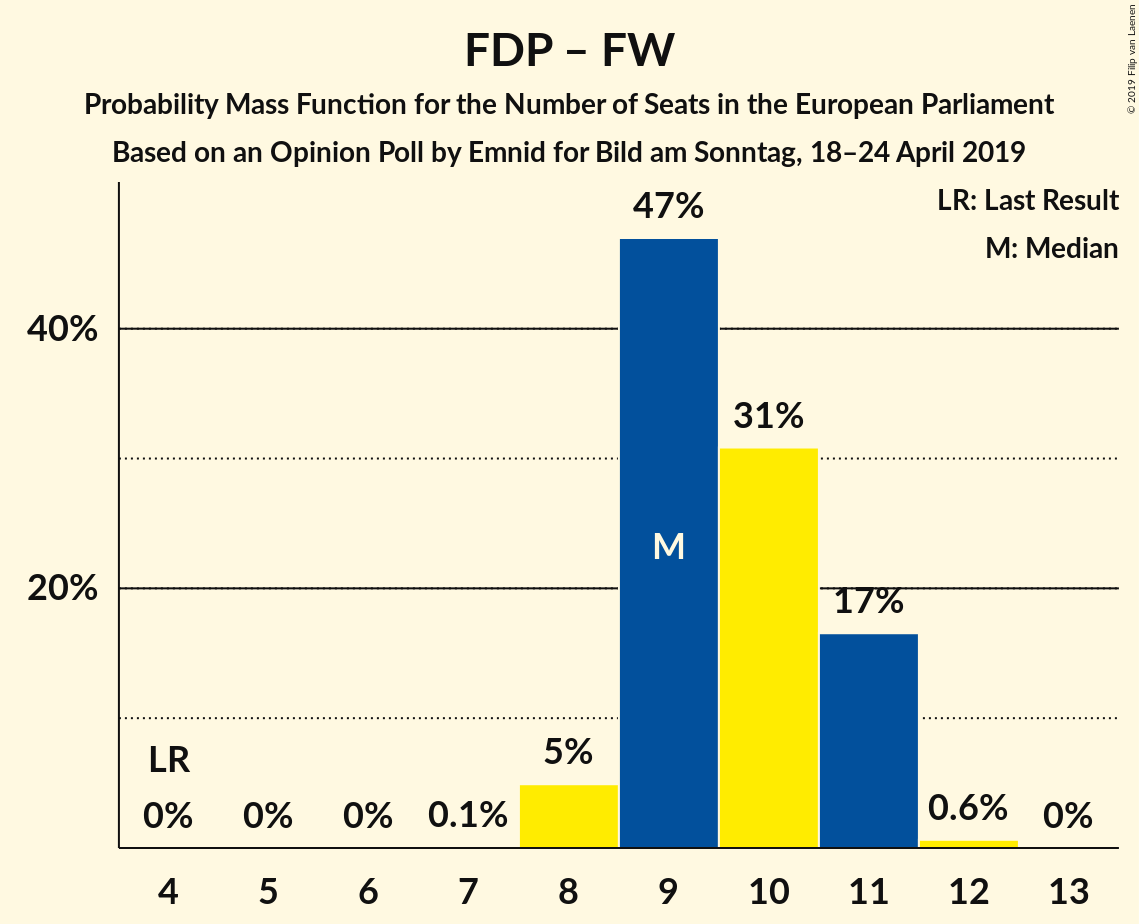 FDP – FW
Probability Mass Function for the Number of Seats in the European Parliament
Based on an Opinion Poll by Emnid for Bild am Sonntag, 18–24 April 2019
© 2019 Filip van Laenen
LR: Last Result
M: Median
47%
40%
31%
M
20%
17%
LR
5%
0%
0%
0%
0.1%
0.6%
0%
4
5
6
7
8
9
10
11
12
13